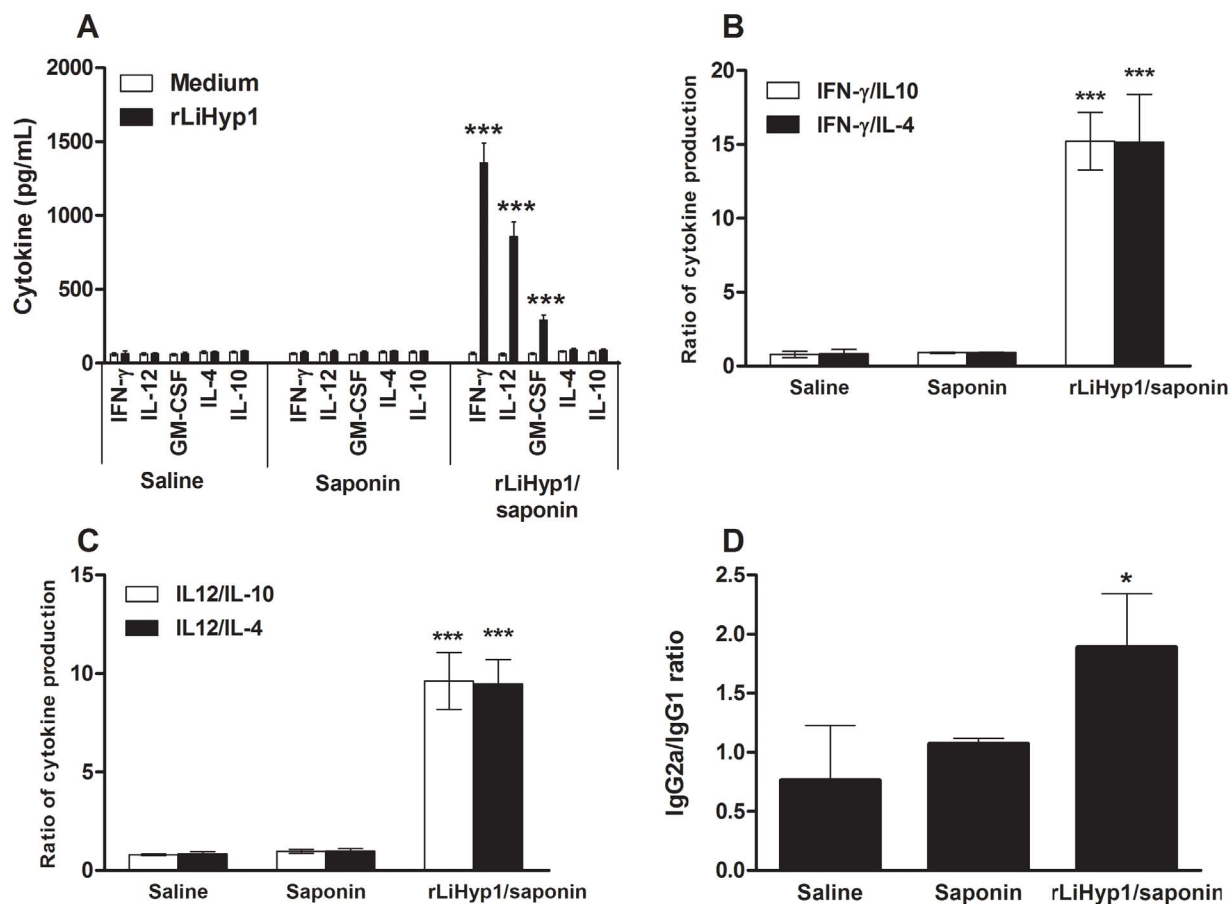 A
Cytokine (pg/mL)
2000
1500
1000
500
0
Medium
rLiHyp1
***
***
***
IFN-γ
IL-12
GM-CSF
IL-4
IL-10
IFN-γ
IL-12
GM-CSF
IL-4
IL-10
IFN-γ
IL-12
GM-CSF
IL-4
IL-10
Saline
Saponin
rLiHyp1/
saponin
B
Ratio of cytokine production
20
15
10
5
0
IFN-γ/IL10
IFN-γ/IL-4
***
***
Saline
Saponin
rLiHyp1/saponin
C
Ratio of cytokine production
15
10
5
0
IL12/IL-10
IL12/IL-4
***
***
Saline
Saponin
rLiHyp1/saponin
D
IgG2a/IgG1 ratio
2.5
2.0
1.5
1.0
0.5
0.0
*
Saline
Saponin
rLiHyp1/saponin